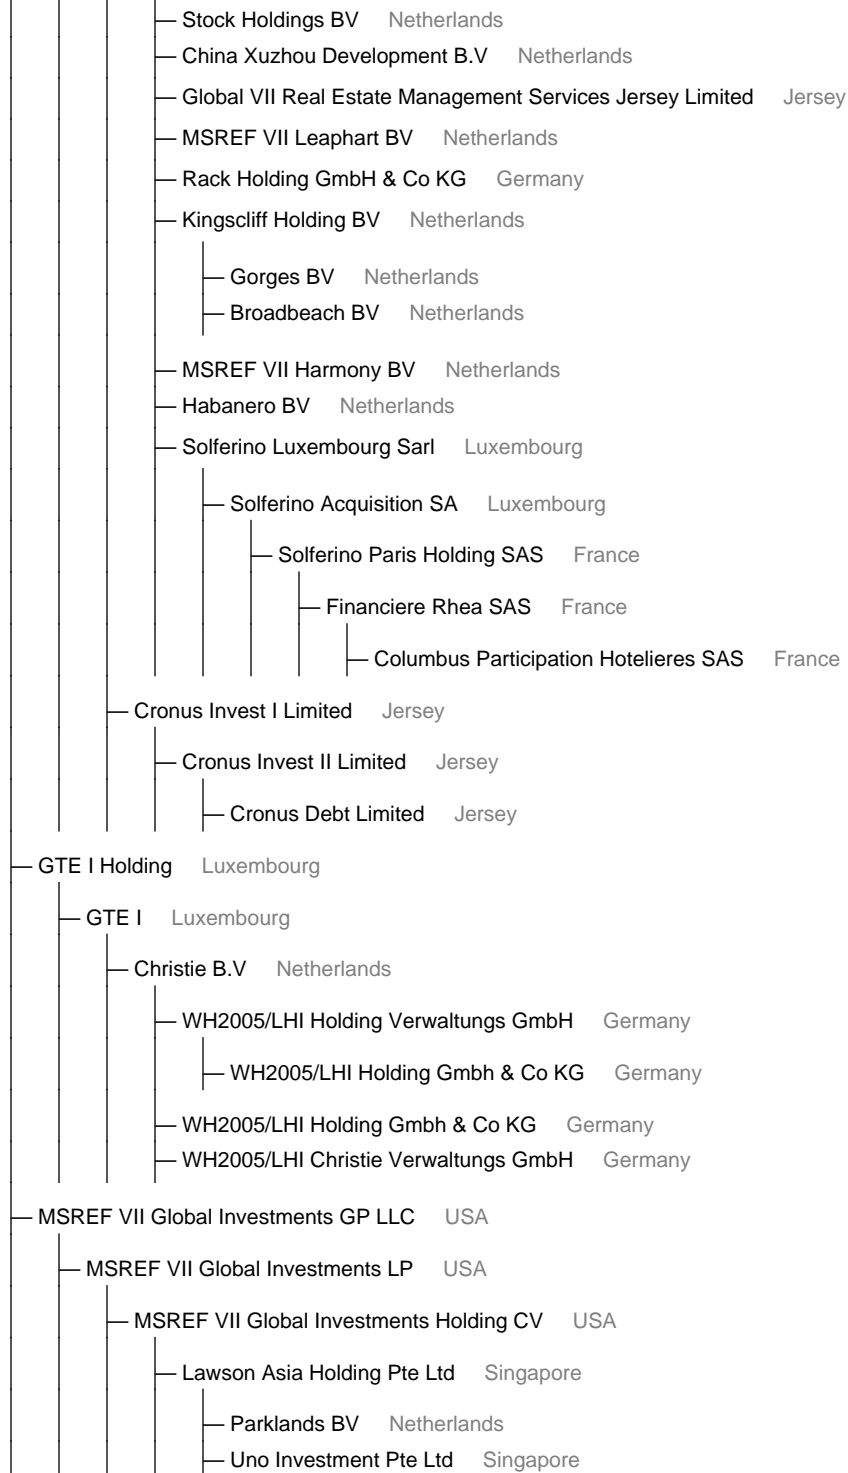 Stock Holdings BV Netherlands
China Xuzhou Development B.V Netherlands
Global VII Real Estate Management Services Jersey Limited Jersey
MSREF VII Leaphart BV Netherlands
Rack Holding GmbH & Co KG Germany
Kingscliff Holding BV Netherlands
Gorges BV Netherlands
Broadbeach BV Netherlands
MSREF VII Harmony BV Netherlands
Habanero BV Netherlands
Solferino Luxembourg Sarl Luxembourg
Solferino Acquisition SA Luxembourg
Solferino Paris Holding SAS France
Financiere Rhea SAS France
Columbus Participation Hotelieres SAS France
Cronus Invest I Limited Jersey
Cronus Invest II Limited Jersey
Cronus Debt Limited Jersey
GTE I Holding Luxembourg
GTE I Luxembourg
Christie B.V Netherlands
WH2005/LHI Holding Verwaltungs GmbH Germany
WH2005/LHI Holding Gmbh & Co KG Germany
WH2005/LHI Holding Gmbh & Co KG Germany
WH2005/LHI Christie Verwaltungs GmbH Germany
MSREF VII Global Investments GP LLC USA
MSREF VII Global Investments LP USA
MSREF VII Global Investments Holding CV USA
Lawson Asia Holding Pte Ltd Singapore
Parklands BV Netherlands
Uno Investment Pte Ltd Singapore